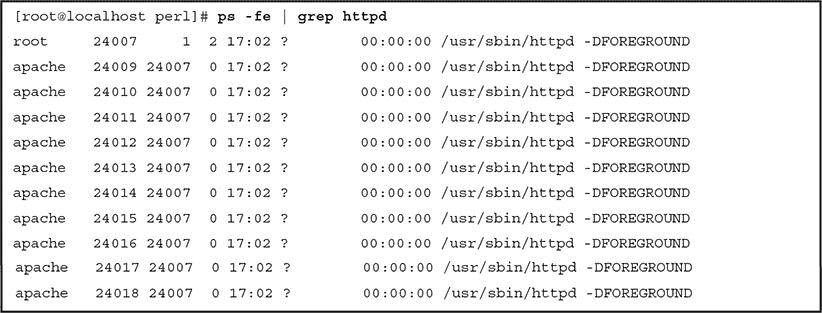 [root@localhost perl]# ps -fe | grep httpd
root     24007     1  2 17:02 ?        00:00:00 /usr/sbin/httpd -DFOREGROUND
apache   24009 24007  0 17:02 ?        00:00:00 /usr/sbin/httpd -DFOREGROUND
apache   24010 24007  0 17:02 ?        00:00:00 /usr/sbin/httpd -DFOREGROUND
apache   24011 24007  0 17:02 ?        00:00:00 /usr/sbin/httpd -DFOREGROUND
apache   24012 24007  0 17:02 ?        00:00:00 /usr/sbin/httpd -DFOREGROUND
apache   24013 24007  0 17:02 ?        00:00:00 /usr/sbin/httpd -DFOREGROUND
apache   24014 24007  0 17:02 ?        00:00:00 /usr/sbin/httpd -DFOREGROUND
apache   24015 24007  0 17:02 ?        00:00:00 /usr/sbin/httpd -DFOREGROUND
apache   24016 24007  0 17:02 ?        00:00:00 /usr/sbin/httpd -DFOREGROUND
apache   24017 24007  0 17:02 ?        00:00:00 /usr/sbin/httpd -DFOREGROUND
apache   24018 24007  0 17:02 ?        00:00:00 /usr/sbin/httpd -DFOREGROUND